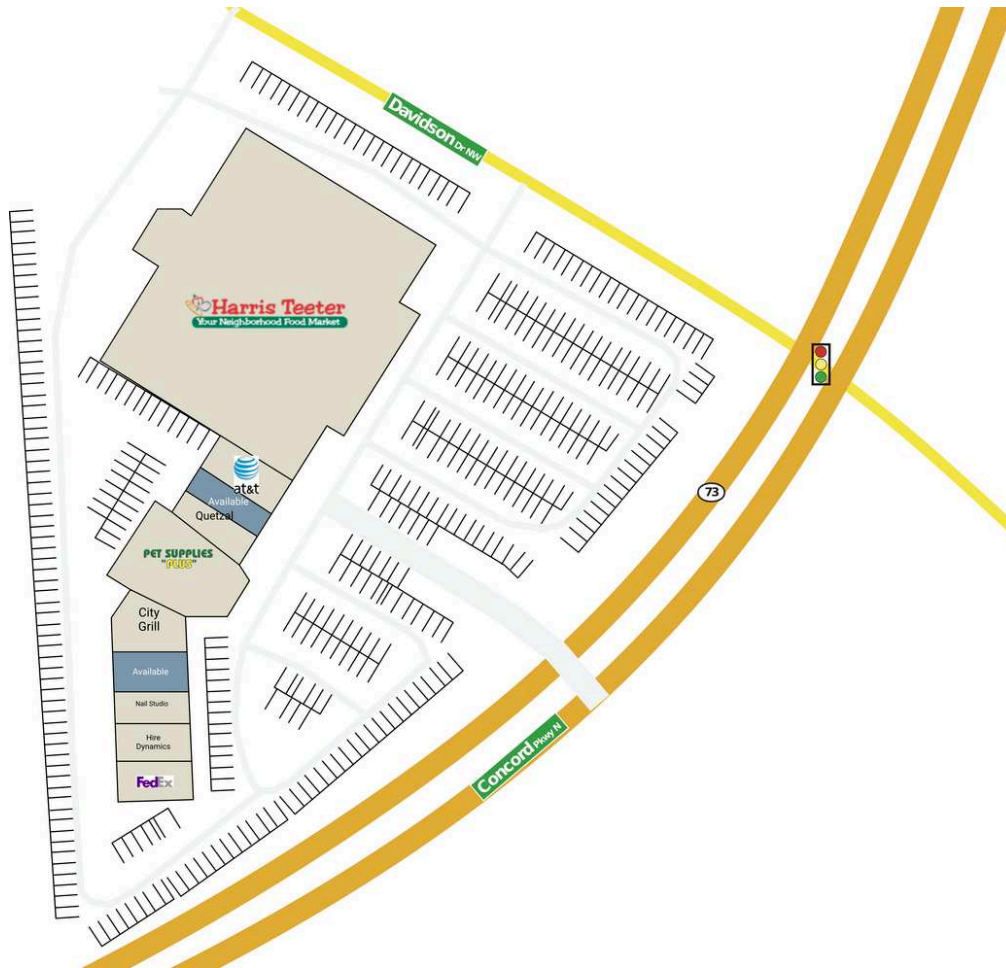 Davidson Dr NW
Harris Teeter
Your Neighborhood Food Market
73
at&t
Available
Quetzal
PET SUPPLIES
"PLUS"
City
Grill
Available
Nail Studio
Hire
Dynamics
FedEx
Concord Pkwy N